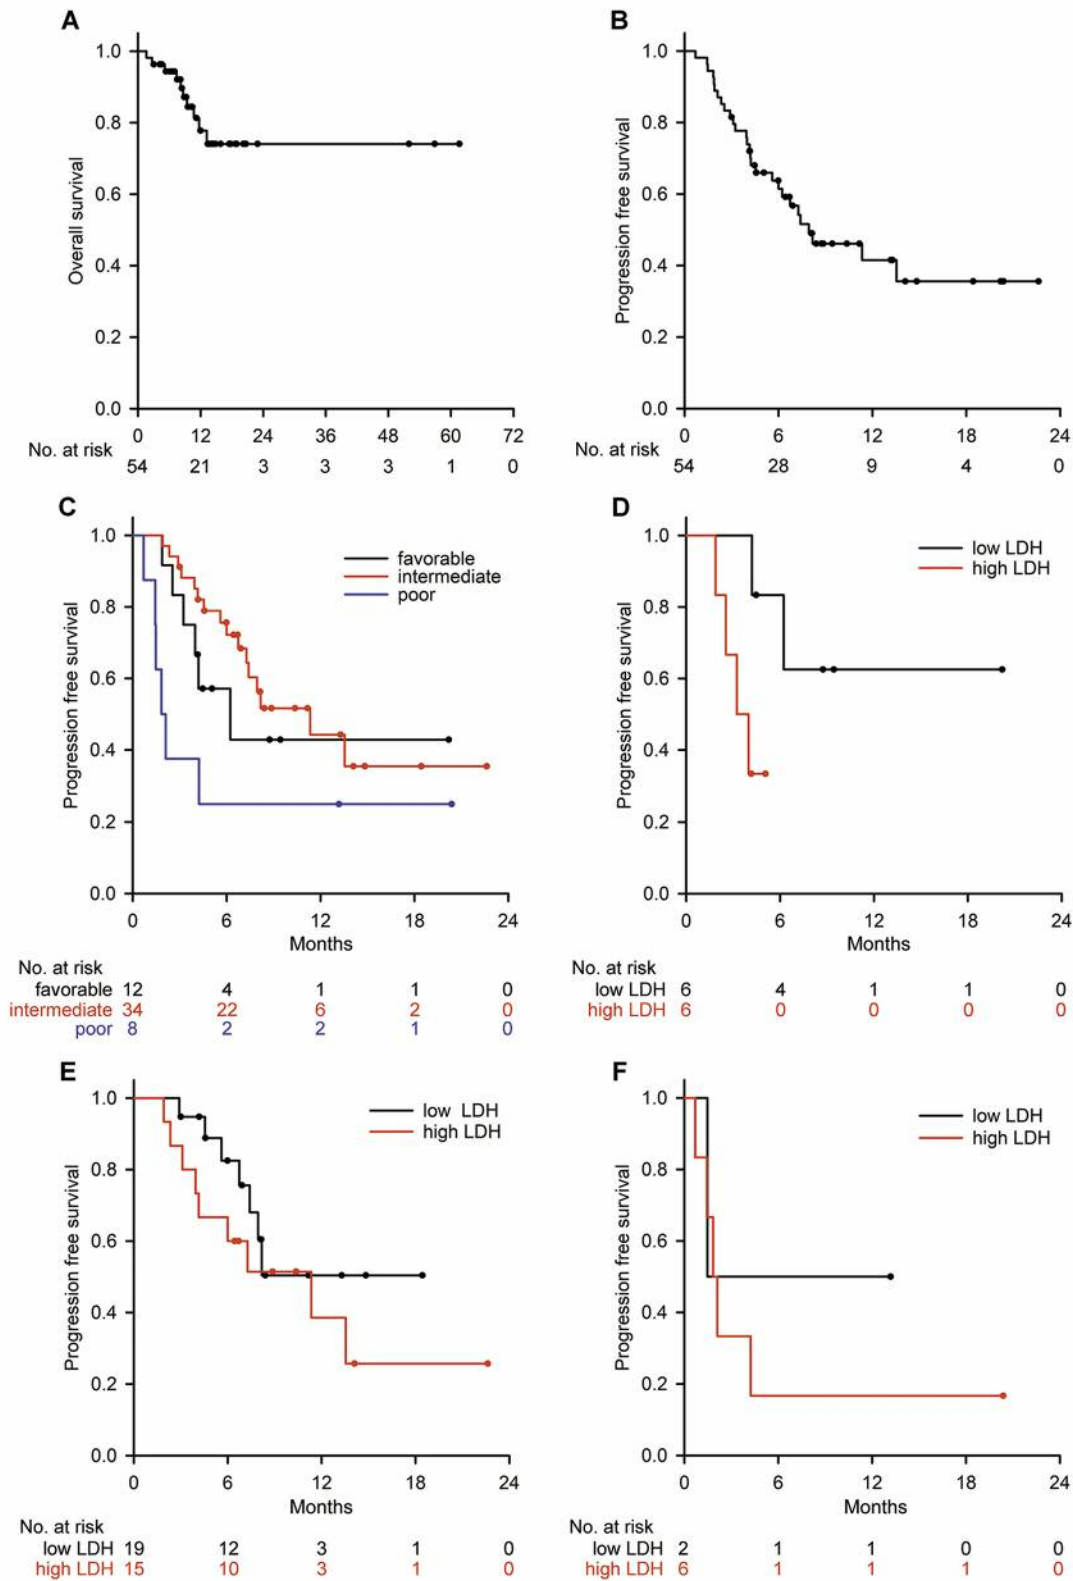 A
1.0
0.8
0.6
0.4
0.2
0.0
Overall survival
0 12 24 36 48 60 72
No. at risk
54 21 3 3 3 1 0
B
1.0
0.8
0.6
0.4
0.2
0.0
Progression free survival
0 6 12 18 24
No. at risk
54 28 9 4 0
C
1.0
0.8
0.6
0.4
0.2
0.0
Progression free survival
favorable
intermediate
poor
0 6 12 18 24
Months
No. at risk
favorable 12 4 1 1 0
intermediate 34 22 6 2 0
poor 8 2 2 1 0
D
1.0
0.8
0.6
0.4
0.2
0.0
Progression free survival
low LDH
high LDH
0 6 12 18 24
Months
No. at risk
low LDH 6 4 1 1 0
high LDH 6 0 0 0 0
E
1.0
0.8
0.6
0.4
0.2
0.0
Progression free survival
low LDH
high LDH
0 6 12 18 24
Months
No. at risk
low LDH 19 12 3 1 0
high LDH 15 10 3 1 0
F
1.0
0.8
0.6
0.4
0.2
0.0
Progression free survival
low LDH
high LDH
0 6 12 18 24
Months
No. at risk
low LDH 2 1 1 0 0
high LDH 6 1 1 1 0